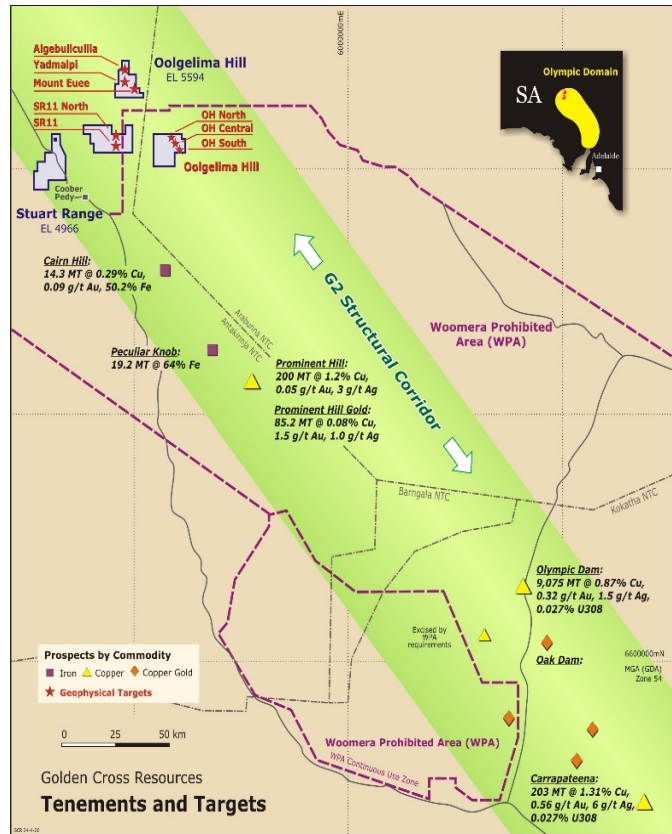 Algebullcullia
Yadmalpi
Mount Euee
Oolgelima Hill
EL 5594
SR11 North
SR11
OH North
OH Central
OH South
Oolgelima Hill
Coober
Pedy
Stuart Range
EL 4966
6000000mE
Olympic Domain
SA
Adelaide
Cairn Hill:
14.3 MT @ 0.29% Cu,
0.09 g/t Au, 50.2% Fe
G2 Structural Corridor
Arabunna NTC
Antakirinja NTC
Woomera Prohibited
Area (WPA)
Peculiar Knob:
19.2 MT @ 64% Fe
Prominent Hill:
200 MT @ 1.2% Cu,
0.05 g/t Au, 3 g/t Ag
Prominent Hill Gold:
85.2 MT @ 0.08% Cu,
1.5 g/t Au, 1.0 g/t Ag
Barngala NTC
Kokatha NTC
Olympic Dam:
9,075 MT @ 0.87% Cu,
0.32 g/t Au, 1.5 g/t Ag,
0.027% U308
Excised by
WPA
requirements
Oak Dam:
6600000mN
MGA (GDA)
Zone 54
Prospects by Commodity
Iron Copper Copper Gold
Geophysical Targets
0 25 50 km
Woomera Prohibited Area (WPA)
WPA Continuous Use Zone
Carrapateena:
203 MT @ 1.31% Cu,
0.56 g/t Au, 6 g/t Ag,
0.027% U308
Golden Cross Resources
Tenements and Targets